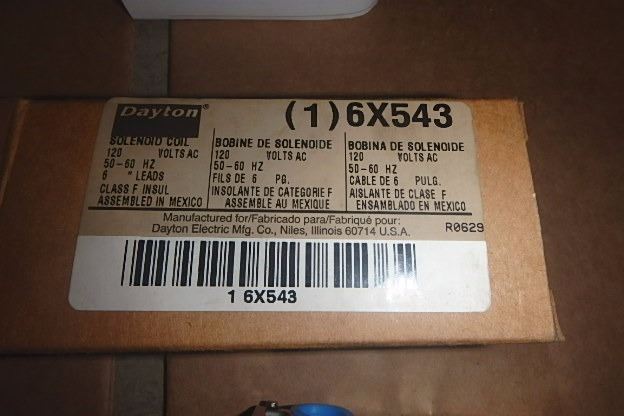 Dayton®
(1) 6X543
SOLENOID COIL
120 VOLTS AC
50-60 HZ
6 " LEADS
CLASS F INSUL
ASSEMBLED IN MEXICO
BOBINE DE SOLENOIDE
120 VOLTS AC
50-60 HZ
FILS DE 6 PG.
INSOLANTE DE CATEGORIE F
ASSEMBLE AU MEXIQUE
BOBINA DE SOLENOIDE
120 VOLTS AC
50-60 HZ
CABLE DE 6 PULG.
AISLANTE DE CLASE F
ENSAMBLADO EN MEXICO
Manufactured for/Fabricado para/Fabriqué pour:
Dayton Electric Mfg. Co., Niles, Illinois 60714 U.S.A.
R0629
1 6X543